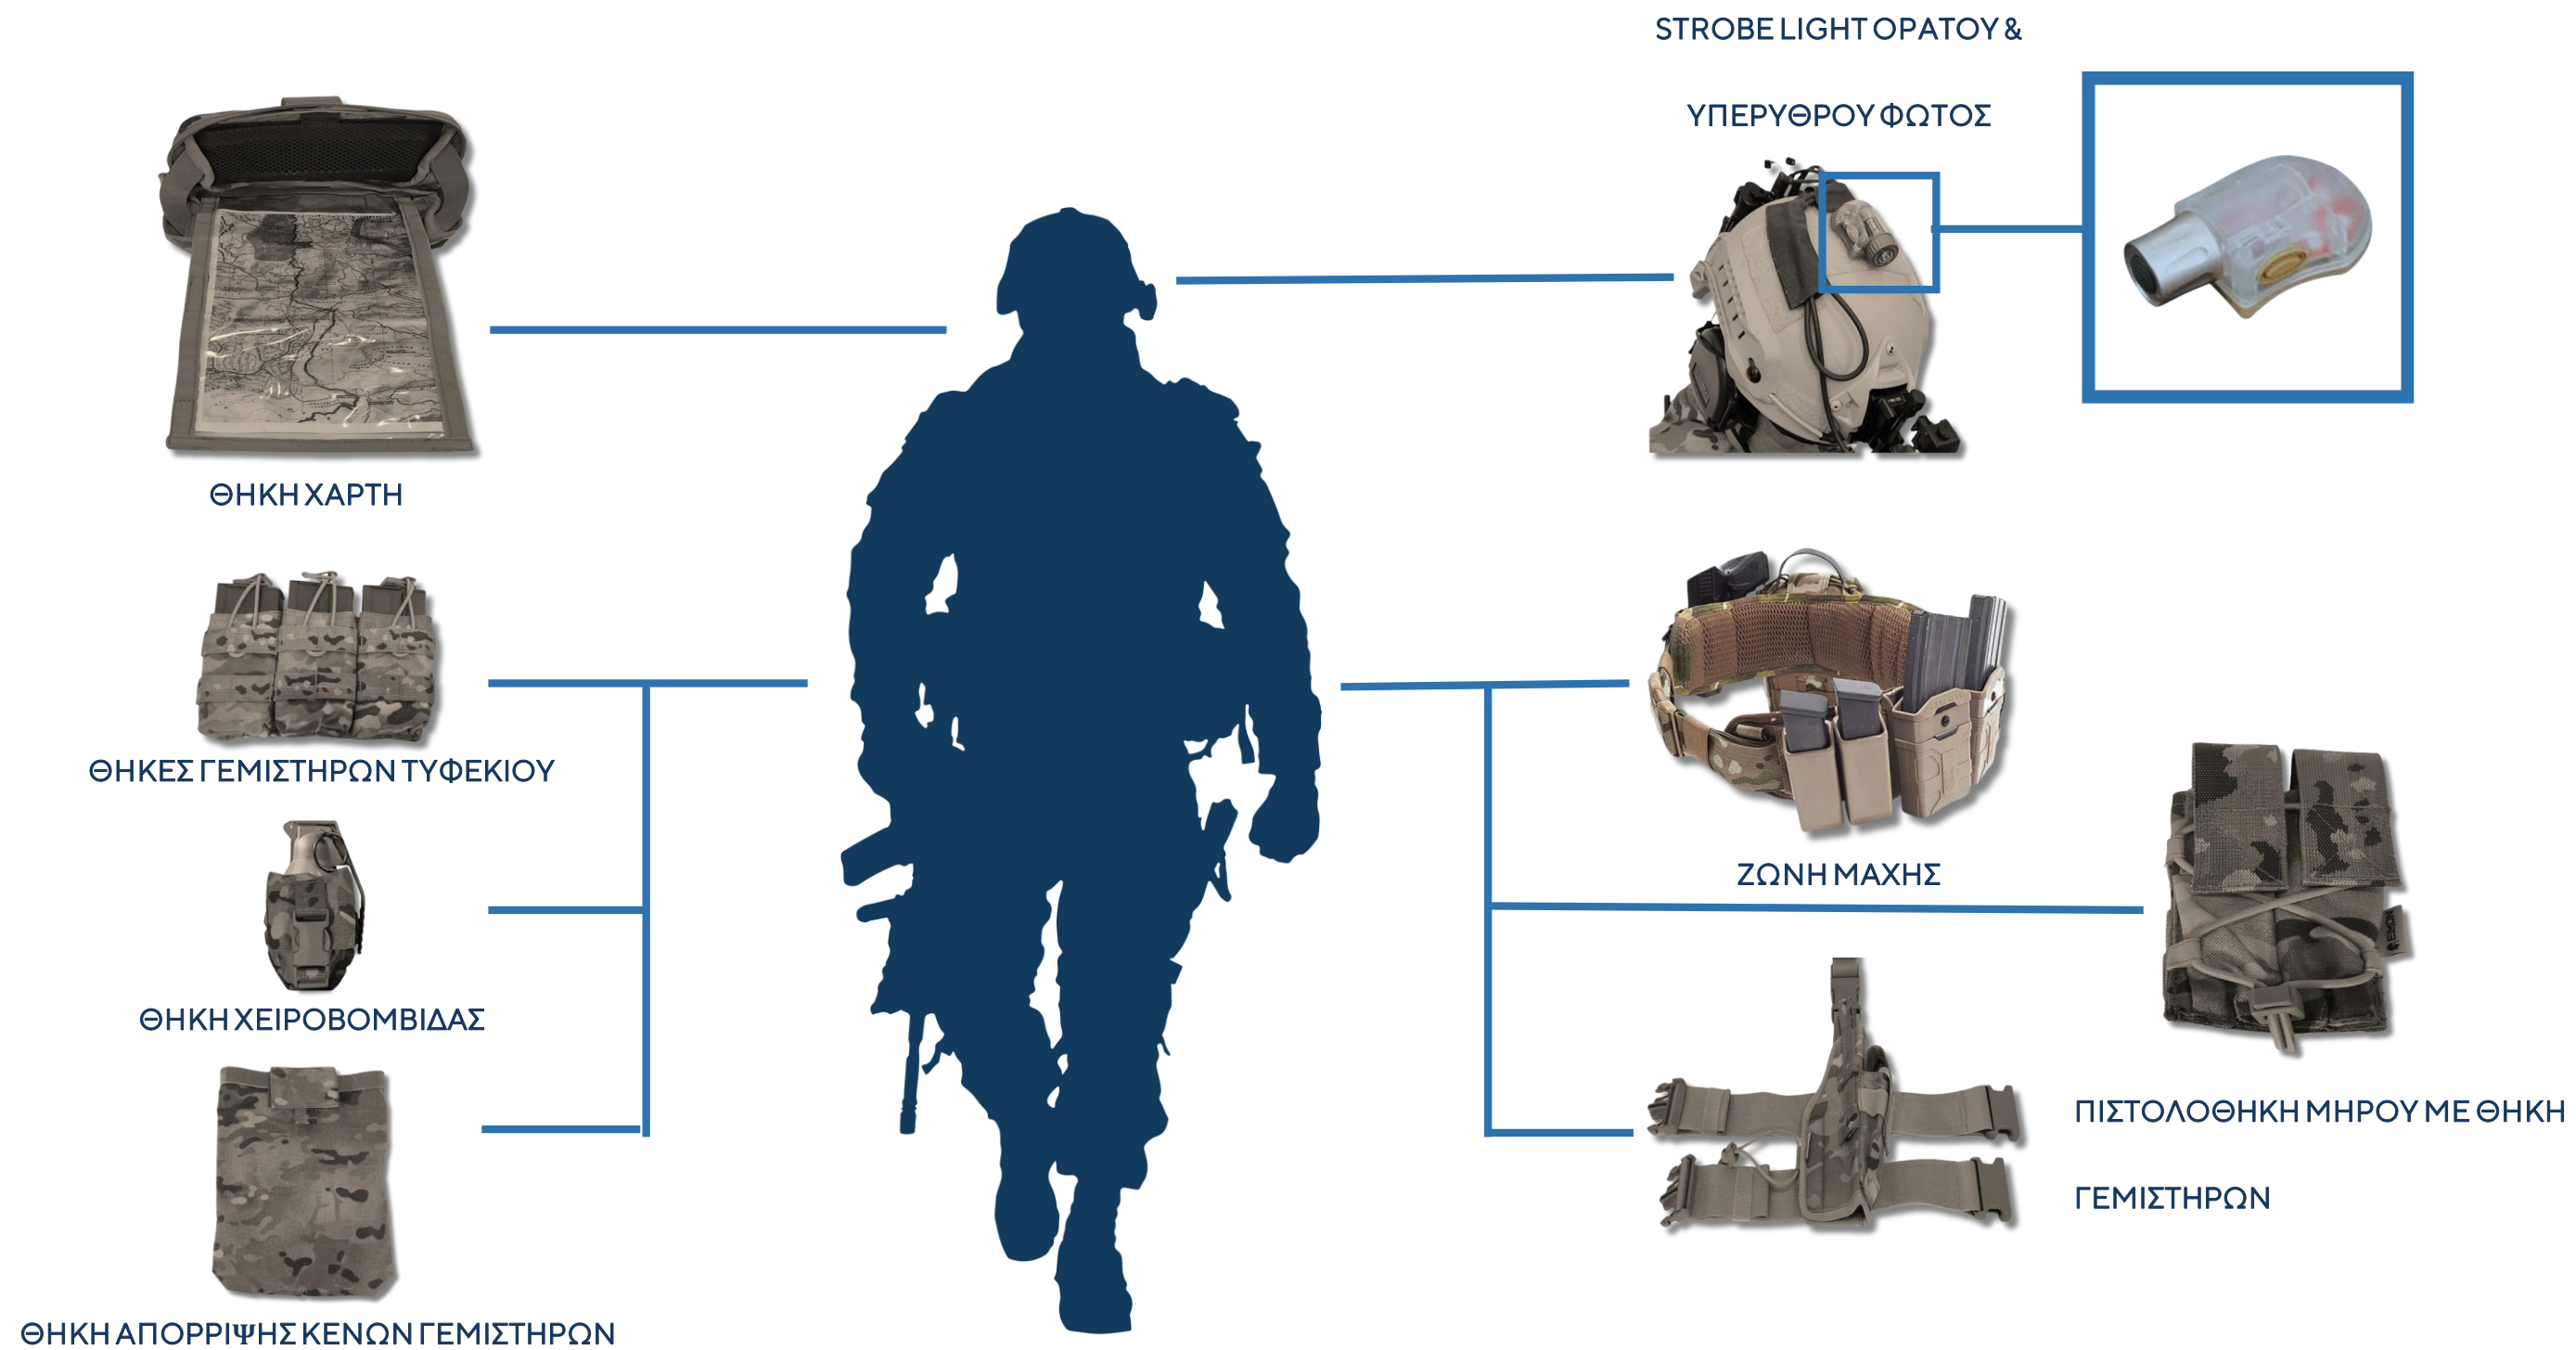 STROBE LIGHT ΟΡΑΤΟΥ &
ΥΠΕΡΥΘΡΟΥ ΦΩΤΟΣ
ΘΗΚΗ ΧΑΡΤΗ
ΘΗΚΕΣ ΓΕΜΙΣΤΗΡΩΝ ΤΥΦΕΚΙΟΥ
ΖΩΝΗ ΜΑΧΗΣ
ΘΗΚΗ ΧΕΙΡΟΒΟΜΒΙΔΑΣ
ΠΙΣΤΟΛΟΘΗΚΗ ΜΗΡΟΥ ΜΕ ΘΗΚΗ
ΓΕΜΙΣΤΗΡΩΝ
ΘΗΚΗ ΑΠΟΡΡΙΨΗΣ ΚΕΝΩΝ ΓΕΜΙΣΤΗΡΩΝ